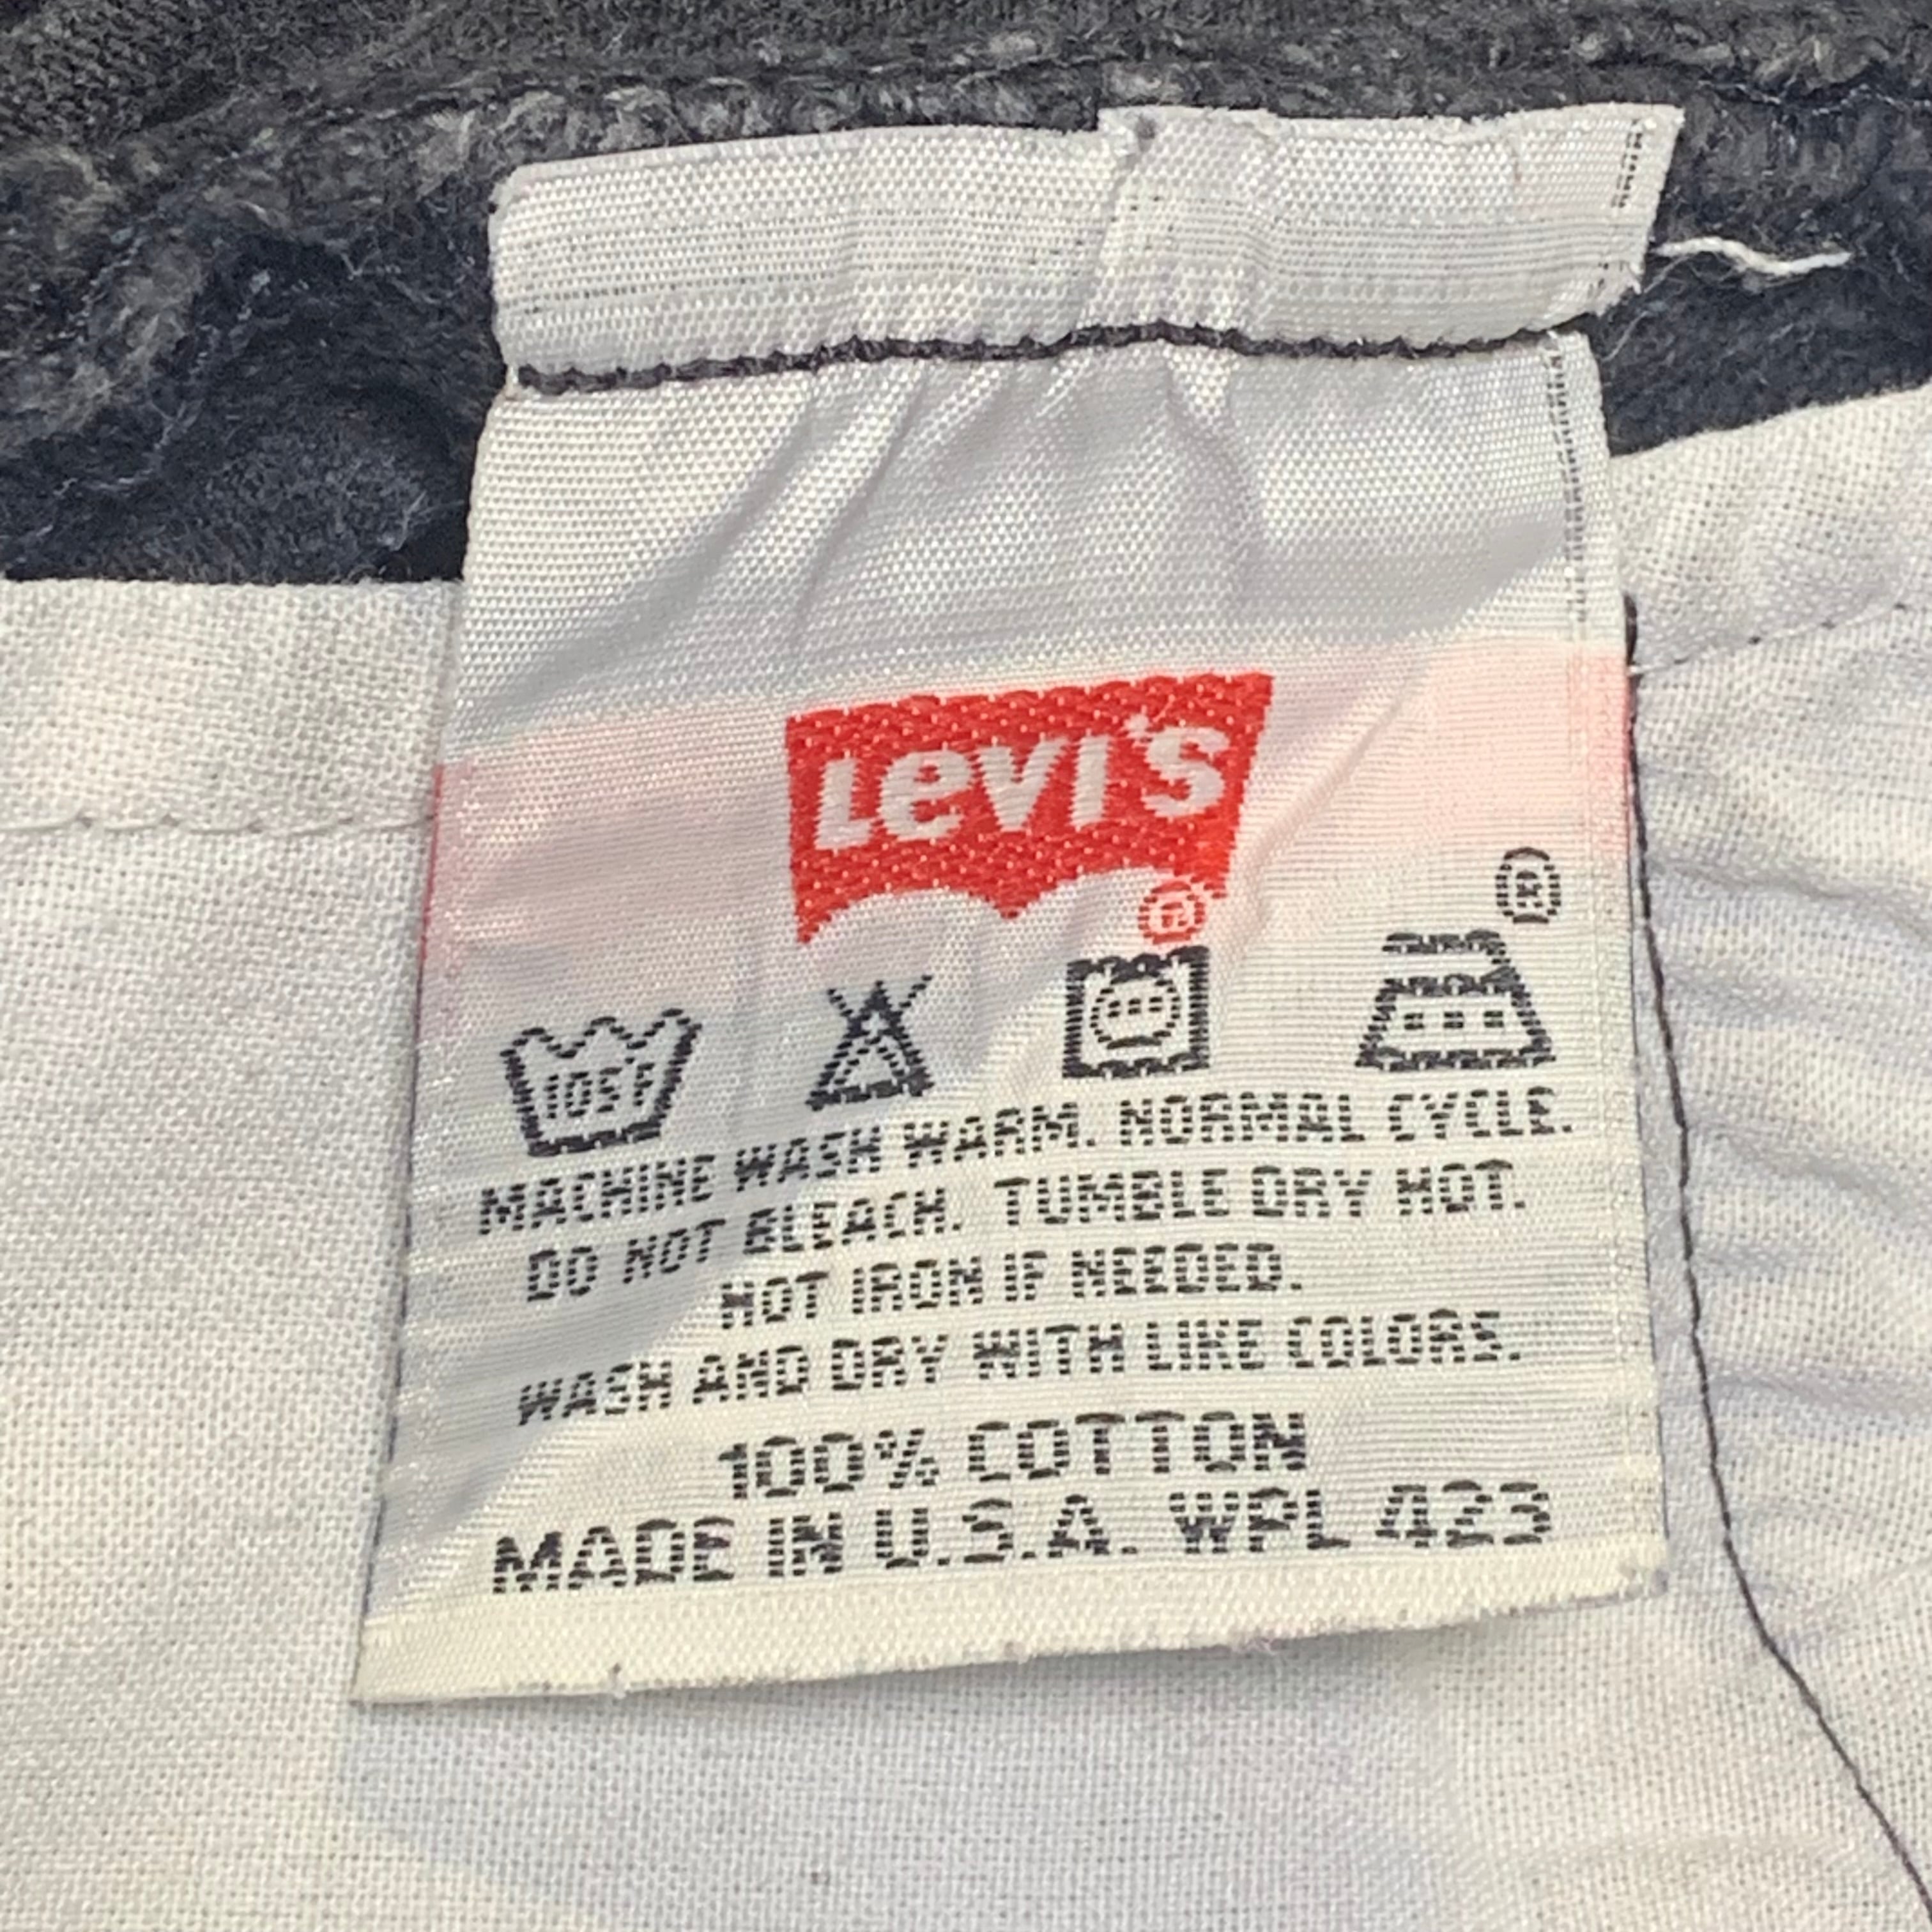 LEVI'S
®
®
105F
MACHINE WASH WARM. NORMAL CYCLE.
DO NOT BLEACH. TUMBLE DRY HOT.
HOT IRON IF NEEDED.
WASH AND DRY WITH LIKE COLORS.
100% COTTON
MADE IN U.S.A. WPL 423